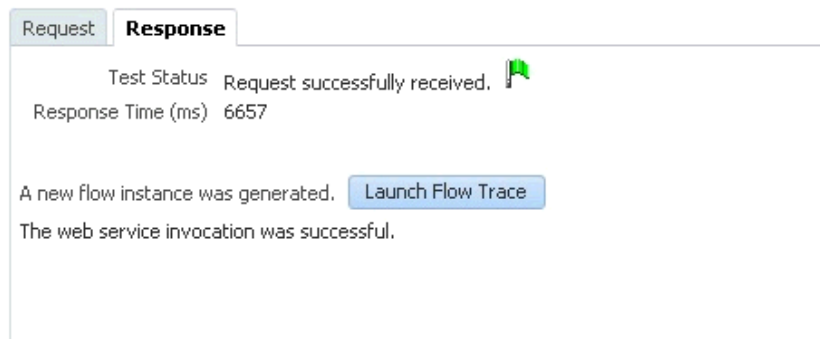 Request Response
Test Status Request successfully received.
Response Time (ms) 6657
A new flow instance was generated. Launch Flow Trace
The web service invocation was successful.